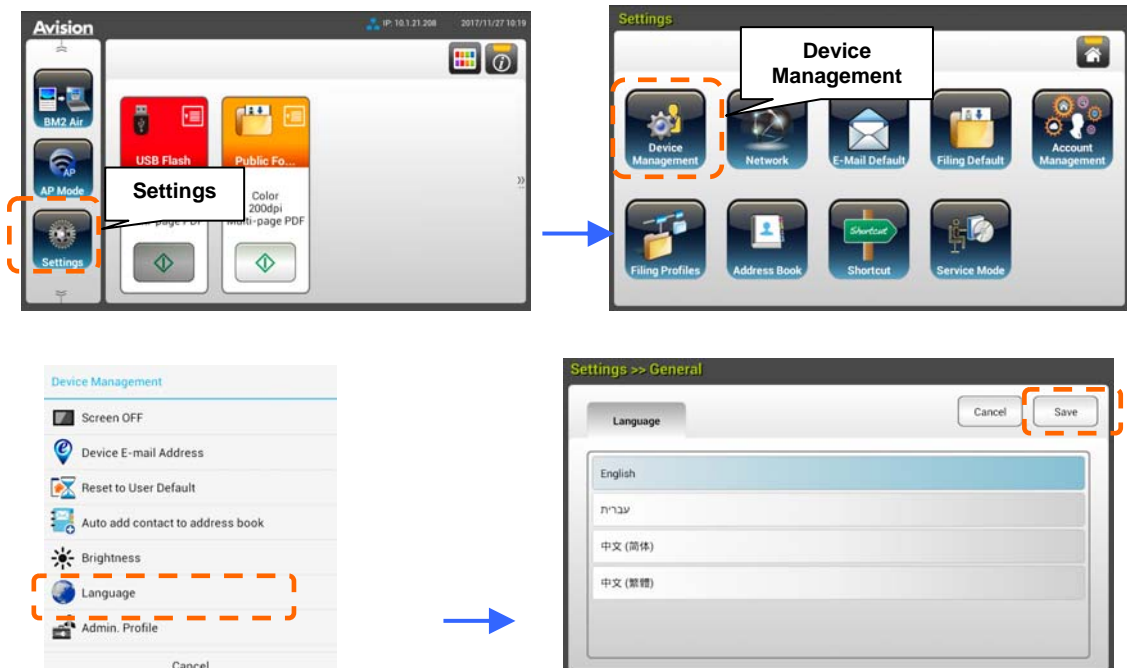 Avision
IP: 10.1.21.208
2017/11/27 10:19
BM2 Air
AP
AP Mode
Settings
USB Flash
Public Fo...
Color
200dpi
Multi-page PDF
Settings
Settings
Device
Management
Device
Management
Network
E-Mail Default
Filing Default
Account
Management
Filing Profiles
Address Book
Shortcut
Shortcut
Service Mode
Device Management
Screen OFF
Device E-mail Address
Reset to User Default
Auto add contact to address book
Brightness
Language
Admin. Profile
Cancel
Settings >> General
Language
Cancel
Save
English
עברית
中文 (简体)
中文 (繁體)